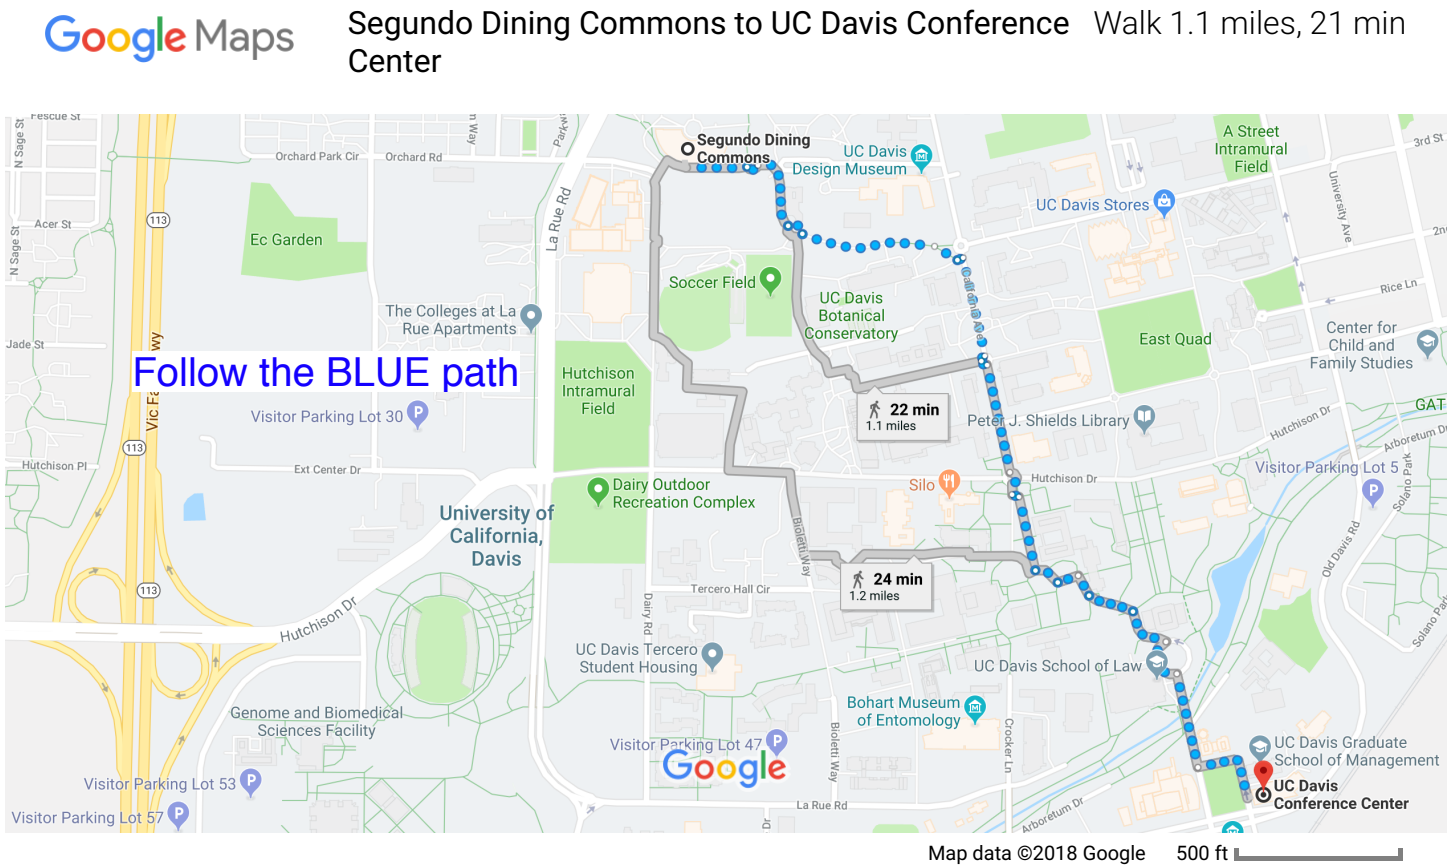 Google Maps
Segundo Dining Commons to UC Davis Conference
Center
Walk 1.1 miles, 21 min
Fescue St
N Sage St
n Way
Orchard Park Cir
Orchard Rd
Segundo Dining
Commons
UC Davis
Design Museum
A Street
Intramural
Field
3rd St
La Rue Rd
113
Acer St
N Sage St
Ec Garden
UC Davis Stores
University Ave
Soccer Field
California Ave
The Colleges at La
Rue Apartments
UC Davis
Botanical
Conservatory
Rice Ln
East Quad
Center for
Child and
Family Studies
Jade St
Follow the BLUE path
Hutchison
Intramural
Field
Visitor Parking Lot 30
P
22 min
1.1 miles
Peter J. Shields Library
Hutchison Dr
GAT
113
Hutchison Pl
Ext Center Dr
Silo
Hutchison Dr
Visitor Parking Lot 5
P
Dairy Outdoor
Recreation Complex
University of
California,
Davis
Bioletti Way
Old Davis Rd
Solano Park
24 min
1.2 miles
113
Tercero Hall Cir
Hutchison Dr
Dairy Rd
UC Davis Tercero
Student Housing
UC Davis School of Law
Bohart Museum
of Entomology
Genome and Biomedical
Sciences Facility
Bioletti Way
Crocker Ln
Visitor Parking Lot 47
P
Google
UC Davis Graduate
School of Management
UC Davis
Conference Center
Visitor Parking Lot 53
P
Visitor Parking Lot 57
P
La Rue Rd
Arboretum Dr
Dr
Map data ©2018 Google
500 ft